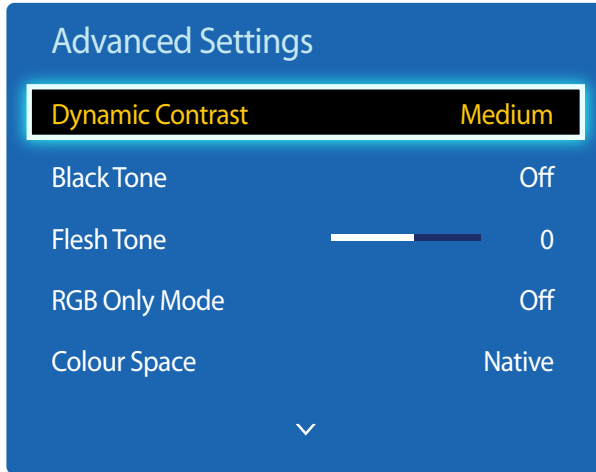 Advanced Settings
Dynamic Contrast Medium
Black Tone Off
Flesh Tone 0
RGB Only Mode Off
Colour Space Native